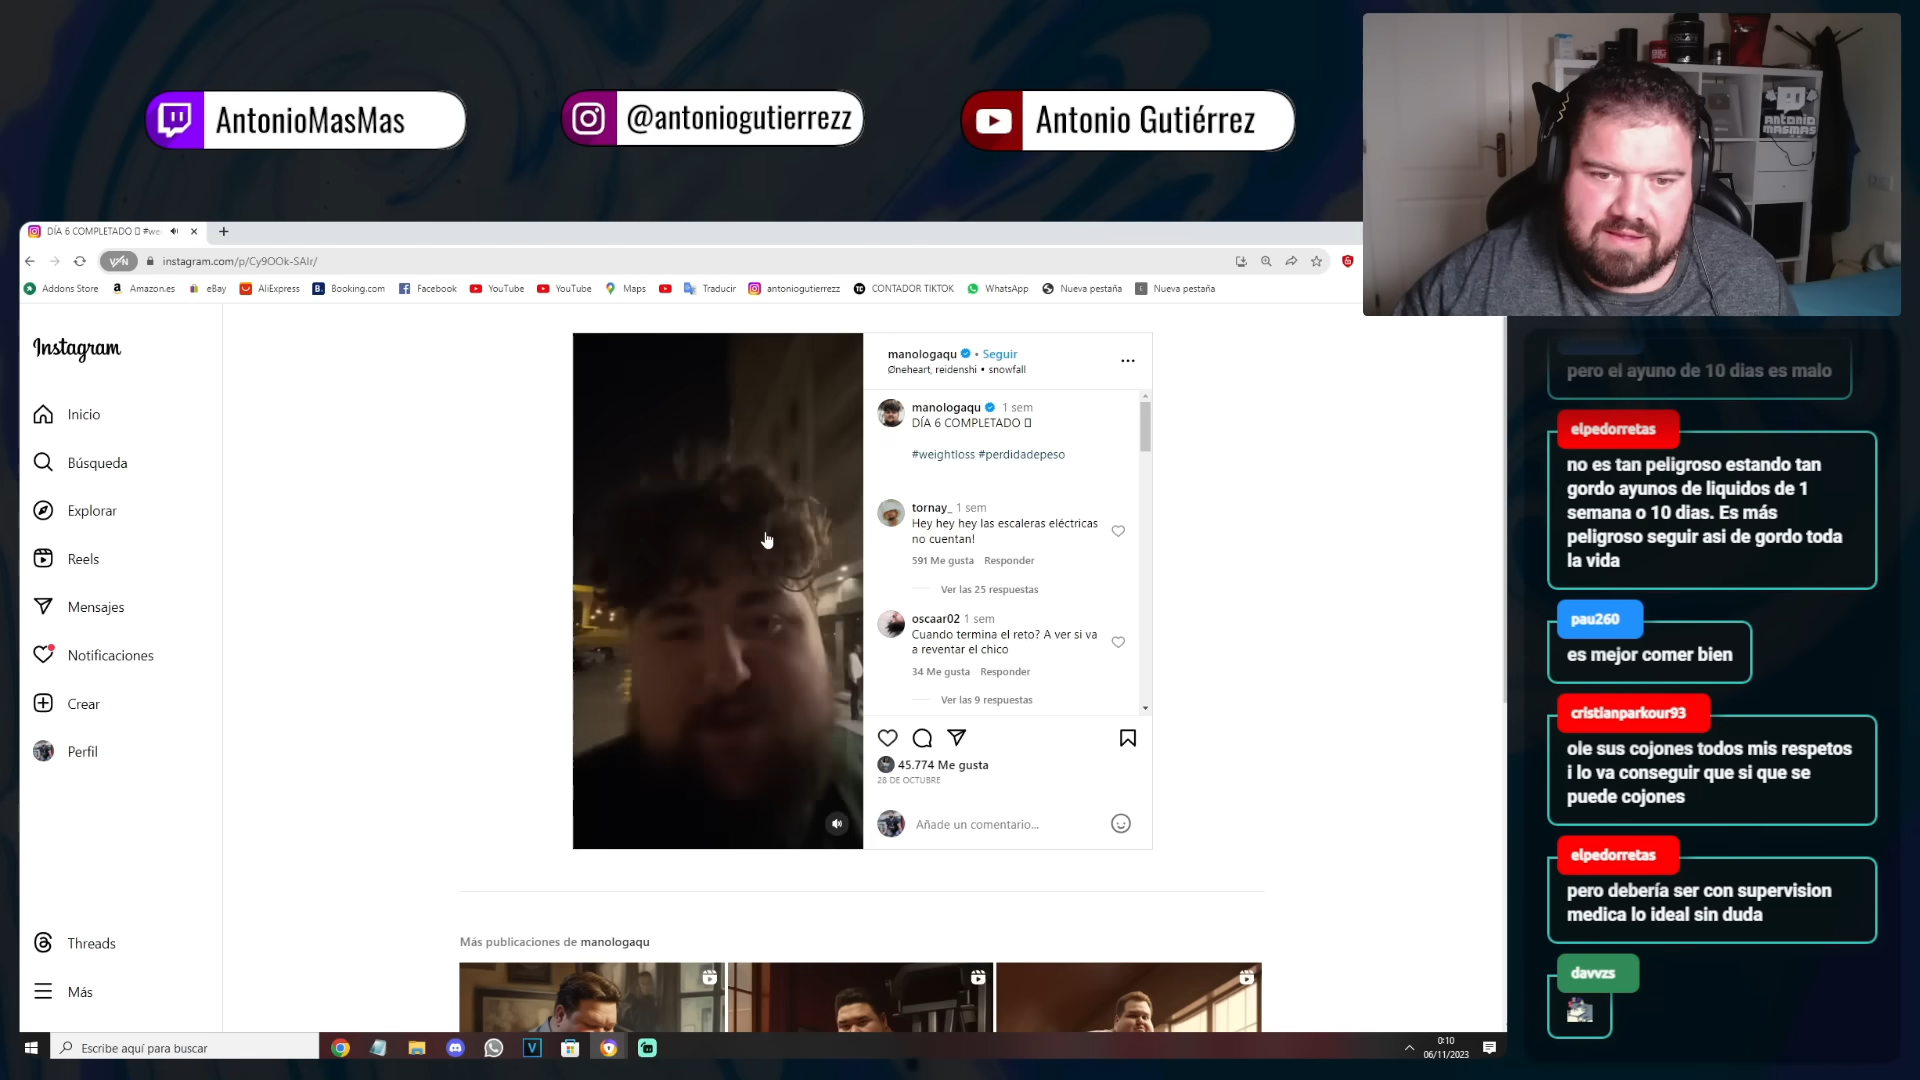 AntonioMasMas
@antoniogutierrezz
Antonio Gutiérrez
ANTONIO
MASMAS
DÍA 6 COMPLETADO #we
VPN
instagram.com/p/Cy9OOk-SAIr/
Addons Store
Amazon.es
eBay
AliExpress
Booking.com
Facebook
YouTube
YouTube
Maps
Traducir
antoniogutierrezz
CONTADOR TIKTOK
WhatsApp
Nueva pestaña
Nueva pestaña
Instagram
Inicio
Búsqueda
Explorar
Reels
Mensajes
Notificaciones
Crear
Perfil
Threads
Más
manologaqu • Seguir
Øneheart, reidenshi • snowfall
manologaqu 1 sem
DÍA 6 COMPLETADO
#weightloss #perdidadepeso
tornay_ 1 sem
Hey hey hey las escaleras eléctricas
no cuentan!
591 Me gusta Responder
Ver las 25 respuestas
oscaar02 1 sem
Cuando termina el reto? A ver si va
a reventar el chico
34 Me gusta Responder
Ver las 9 respuestas
45.774 Me gusta
28 DE OCTUBRE
Añade un comentario...
Más publicaciones de manologaqu
pero el ayuno de 10 dias es malo
elpedorretas
no es tan peligroso estando tan
gordo ayunos de liquidos de 1
semana o 10 dias. Es más
peligroso seguir asi de gordo toda
la vida
pau260
es mejor comer bien
cristianparkour93
ole sus cojones todos mis respetos
i lo va conseguir que si que se
puede cojones
elpedorretas
pero debería ser con supervision
medica lo ideal sin duda
davvzs
Escribe aquí para buscar
0:10
06/11/2023